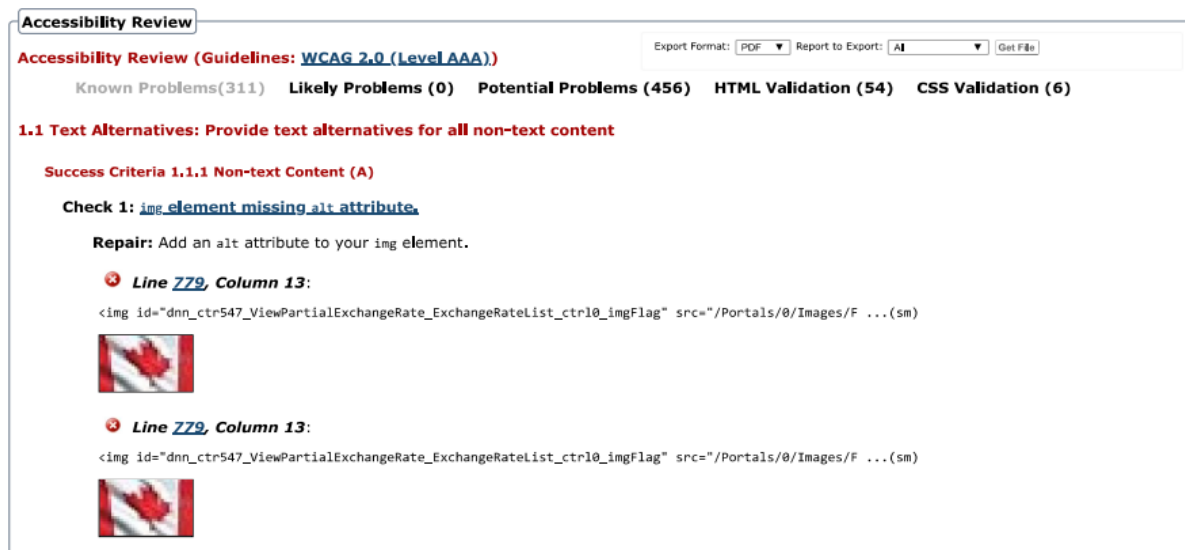 Accessibility Review
Export Format: PDF ▼ Report to Export: All ▼ Get File
Accessibility Review (Guidelines: WCAG 2.0 (Level AAA))
Known Problems(311) Likely Problems (0) Potential Problems (456) HTML Validation (54) CSS Validation (6)
1.1 Text Alternatives: Provide text alternatives for all non-text content
Success Criteria 1.1.1 Non-text Content (A)
Check 1: img element missing alt attribute.
Repair: Add an alt attribute to your img element.
Line 779, Column 13:
<img id="dnn_ctr547_ViewPartialExchangeRate_ExchangeRateList_ctrl0_imgFlag" src="/Portals/0/Images/F ...(sm)
Line 779, Column 13:
<img id="dnn_ctr547_ViewPartialExchangeRate_ExchangeRateList_ctrl0_imgFlag" src="/Portals/0/Images/F ...(sm)